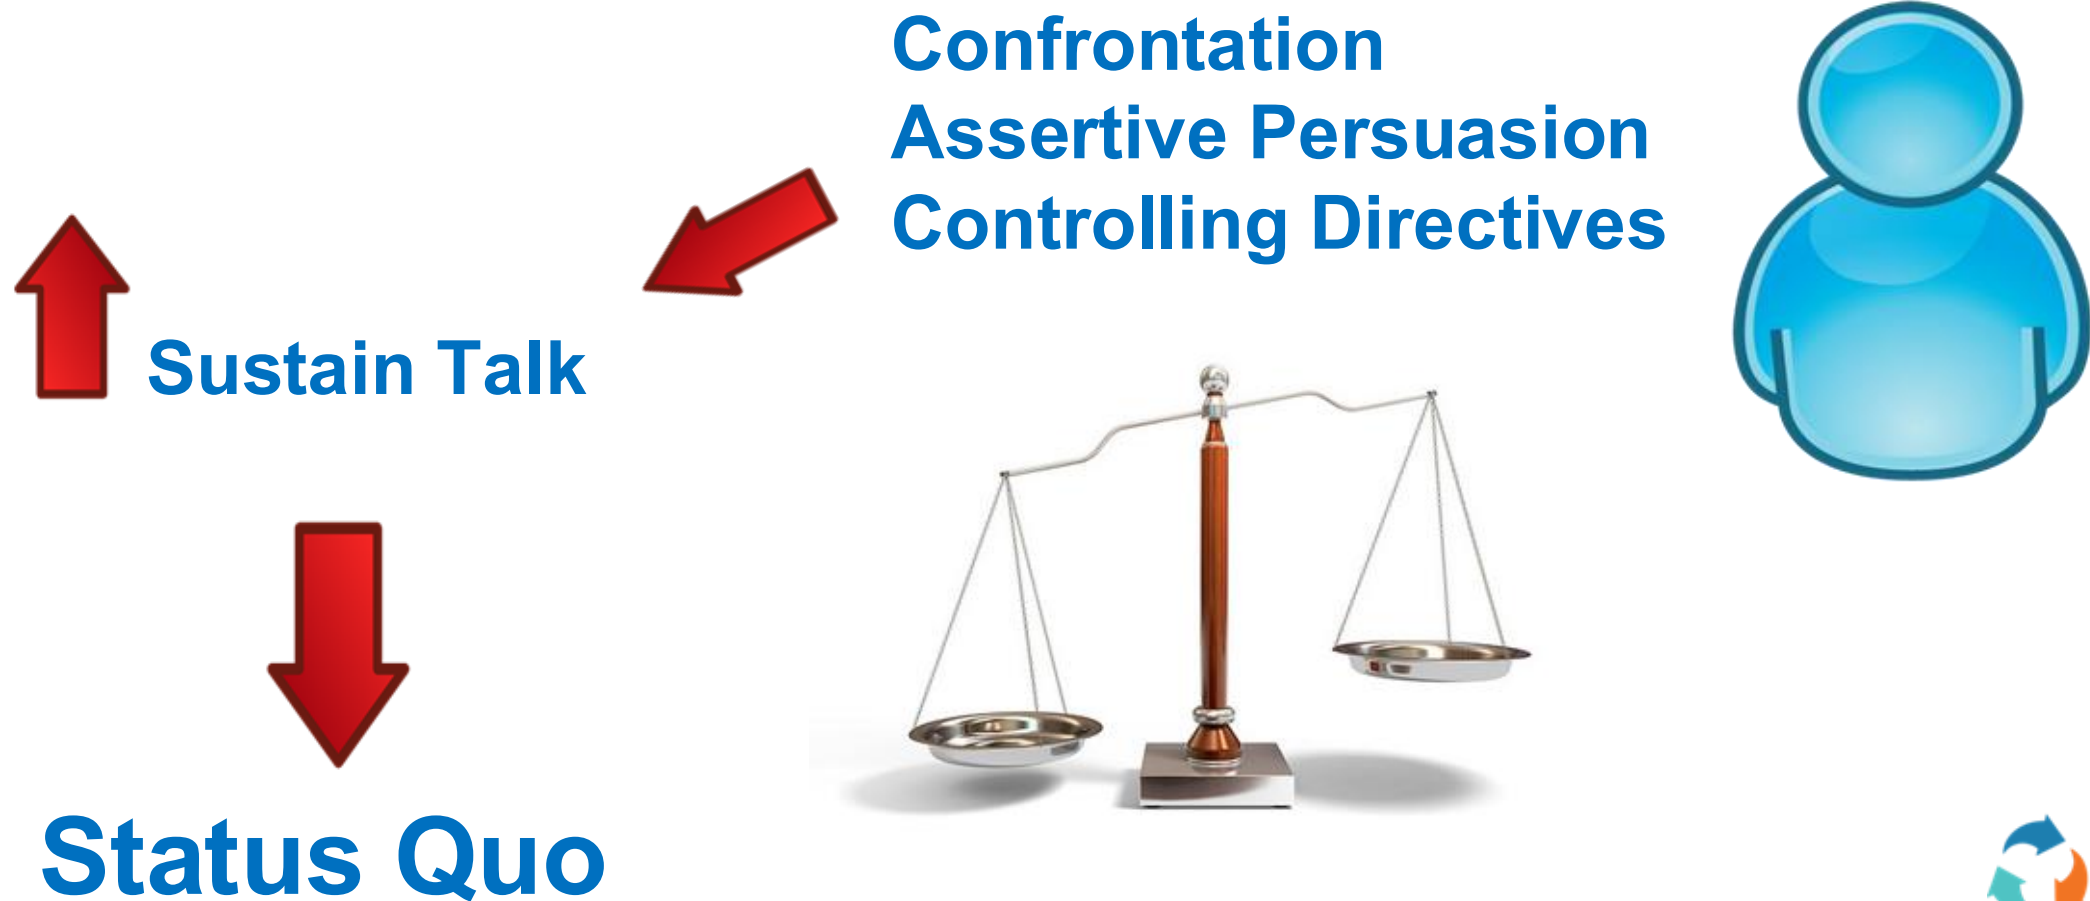 Confrontation
Assertive Persuasion
Controlling Directives
Sustain Talk
Status Quo